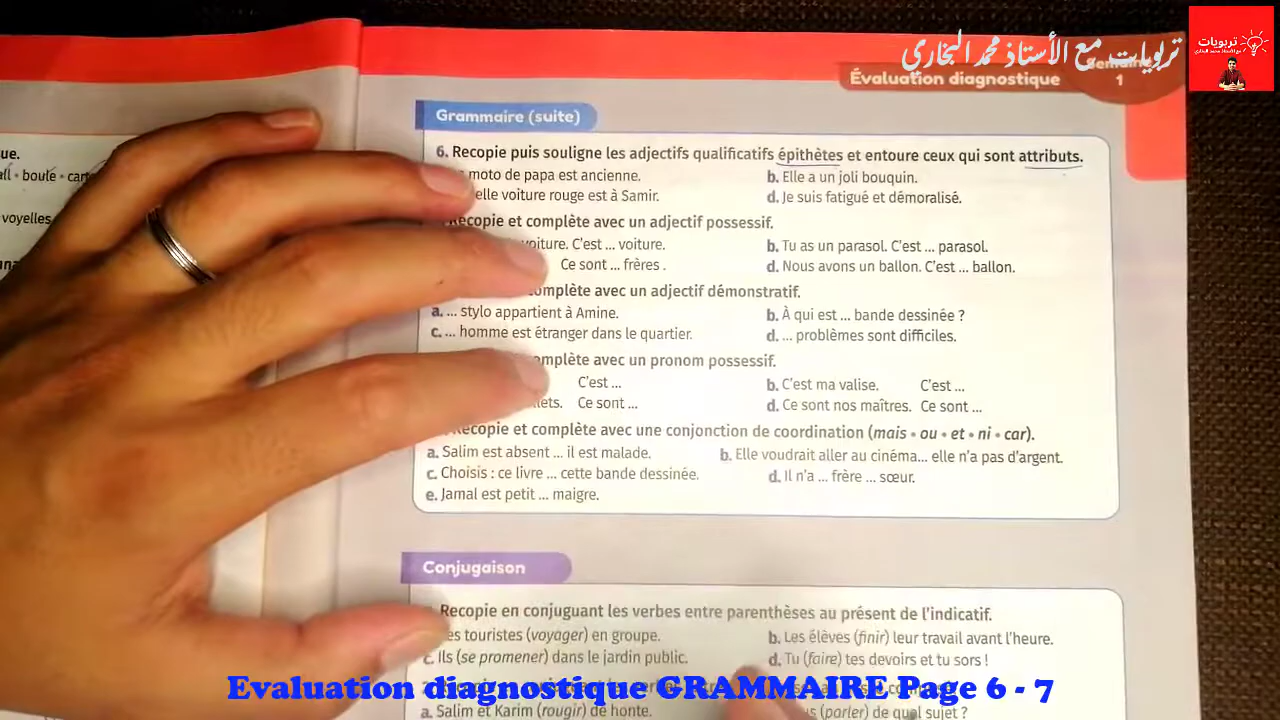 تربويات مع الأستاذ محمد البخاري
تربويات
Évaluation diagnostique
1
Grammaire (suite)
6. Recopie puis souligne les adjectifs qualificatifs épithètes et entoure ceux qui sont attributs.
moto de papa est ancienne.
b. Elle a un joli bouquin.
elle voiture rouge est à Samir.
d. Je suis fatigué et démoralisé.
Recopie et complète avec un adjectif possessif.
voiture. C'est ... voiture.
b. Tu as un parasol. C'est ... parasol.
Ce sont ... frères .
d. Nous avons un ballon. C'est ... ballon.
omplète avec un adjectif démonstratif.
a. ... stylo appartient à Amine.
b. À qui est ... bande dessinée ?
c. ... homme est étranger dans le quartier.
d. ... problèmes sont difficiles.
omplète avec un pronom possessif.
C'est ...
b. C'est ma valise. C'est ...
lets. Ce sont ...
d. Ce sont nos maîtres. Ce sont ...
Recopie et complète avec une conjonction de coordination (mais • ou • et • ni • car).
a. Salim est absent ... il est malade.
b. Elle voudrait aller au cinéma... elle n'a pas d'argent.
c. Choisis : ce livre ... cette bande dessinée.
d. Il n'a ... frère ... sœur.
e. Jamal est petit ... maigre.
Conjugaison
Recopie en conjuguant les verbes entre parenthèses au présent de l'indicatif.
es touristes (voyager) en groupe.
b. Les élèves (finir) leur travail avant l'heure.
c. Ils (se promener) dans le jardin public.
d. Tu (faire) tes devoirs et tu sors !
a. Salim et Karim (rougir) de honte.
(parler) de quel sujet ?
ue.
all • boule • cart
voyelles
Evaluation diagnostique GRAMMAIRE Page 6 - 7